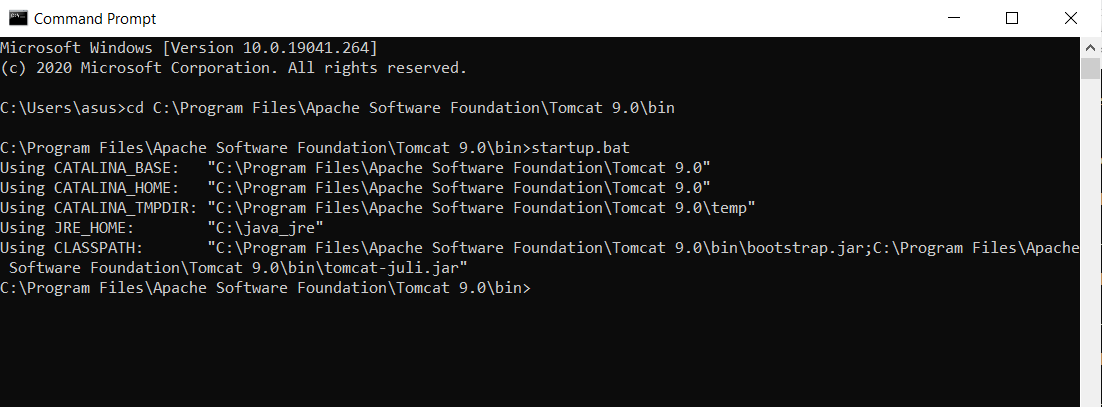 Command Prompt
Microsoft Windows [Version 10.0.19041.264]
(c) 2020 Microsoft Corporation. All rights reserved.
C:\Users\asus>cd C:\Program Files\Apache Software Foundation\Tomcat 9.0\bin
C:\Program Files\Apache Software Foundation\Tomcat 9.0\bin>startup.bat
Using CATALINA_BASE:   "C:\Program Files\Apache Software Foundation\Tomcat 9.0"
Using CATALINA_HOME:   "C:\Program Files\Apache Software Foundation\Tomcat 9.0"
Using CATALINA_TMPDIR: "C:\Program Files\Apache Software Foundation\Tomcat 9.0\temp"
Using JRE_HOME:        "C:\java_jre"
Using CLASSPATH:       "C:\Program Files\Apache Software Foundation\Tomcat 9.0\bin\bootstrap.jar;C:\Program Files\Apache
 Software Foundation\Tomcat 9.0\bin\tomcat-juli.jar"
C:\Program Files\Apache Software Foundation\Tomcat 9.0\bin>